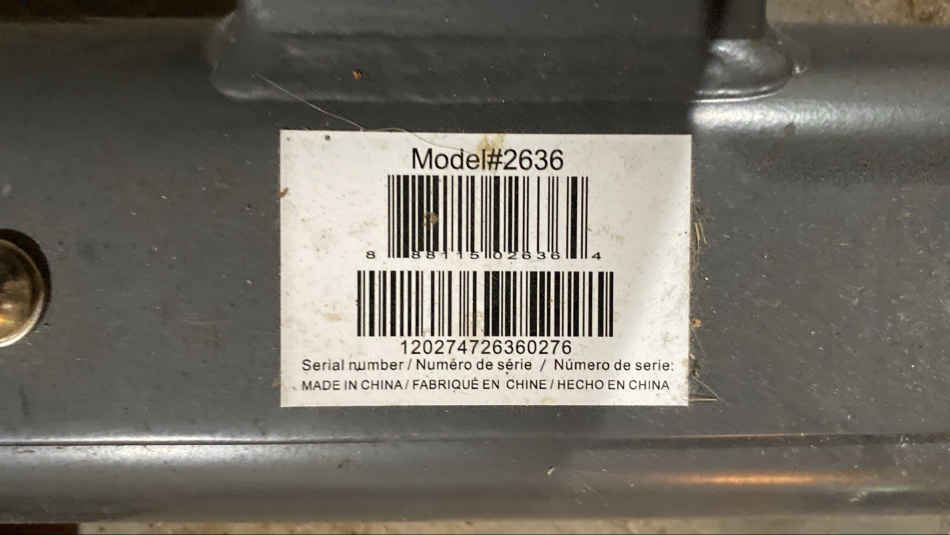 Model#2636
8 88115 02636 4
120274726360276
Serial number / Numéro de série / Número de serie:
MADE IN CHINA / FABRIQUÉ EN CHINE / HECHO EN CHINA